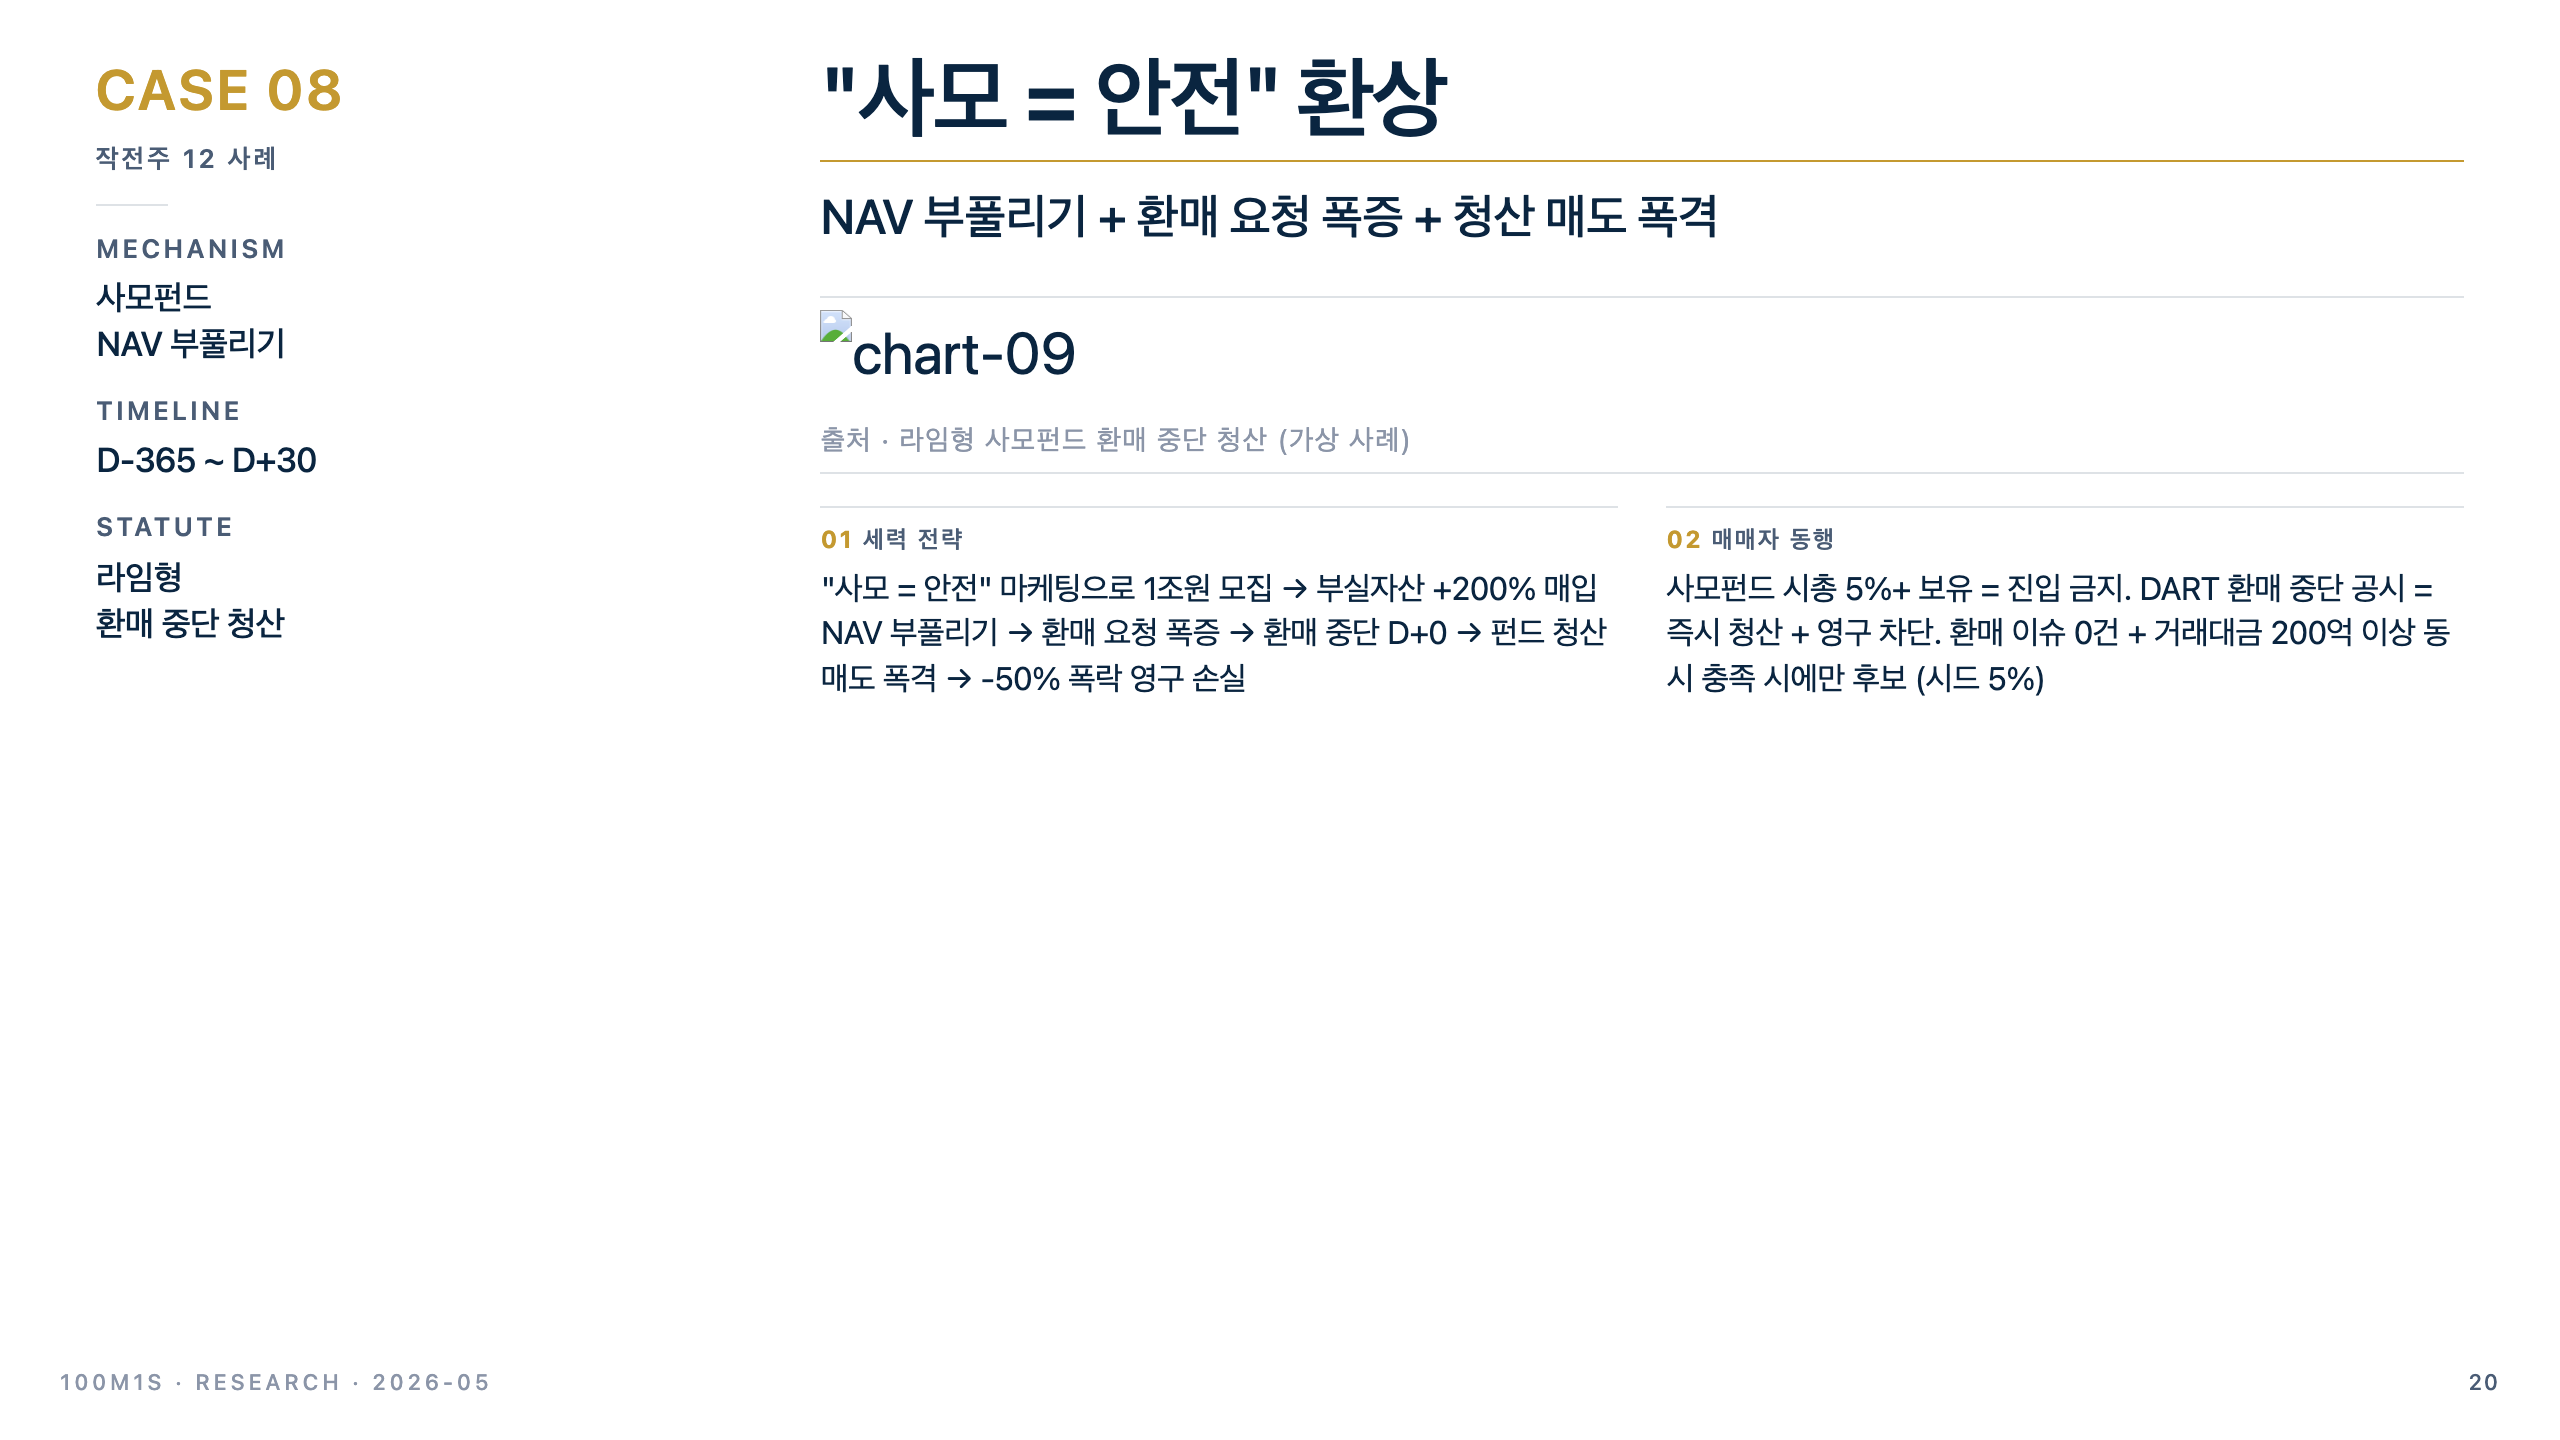 CASE 08
작전주 12 사례
MECHANISM
사모펀드
NAV 부풀리기
TIMELINE
D-365 ~ D+30
STATUTE
라임형
환매 중단 청산
"사모 = 안전" 환상
NAV 부풀리기 + 환매 요청 폭증 + 청산 매도 폭격
chart-09
출처 · 라임형 사모펀드 환매 중단 청산 (가상 사례)
01 세력 전략
"사모 = 안전" 마케팅으로 1조원 모집 → 부실자산 +200% 매입
NAV 부풀리기 → 환매 요청 폭증 → 환매 중단 D+0 → 펀드 청산
매도 폭격 → -50% 폭락 영구 손실
02 매매자 동행
사모펀드 시총 5%+ 보유 = 진입 금지. DART 환매 중단 공시 =
즉시 청산 + 영구 차단. 환매 이슈 0건 + 거래대금 200억 이상 동
시 충족 시에만 후보 (시드 5%)
100M1S · RESEARCH · 2026-05
20